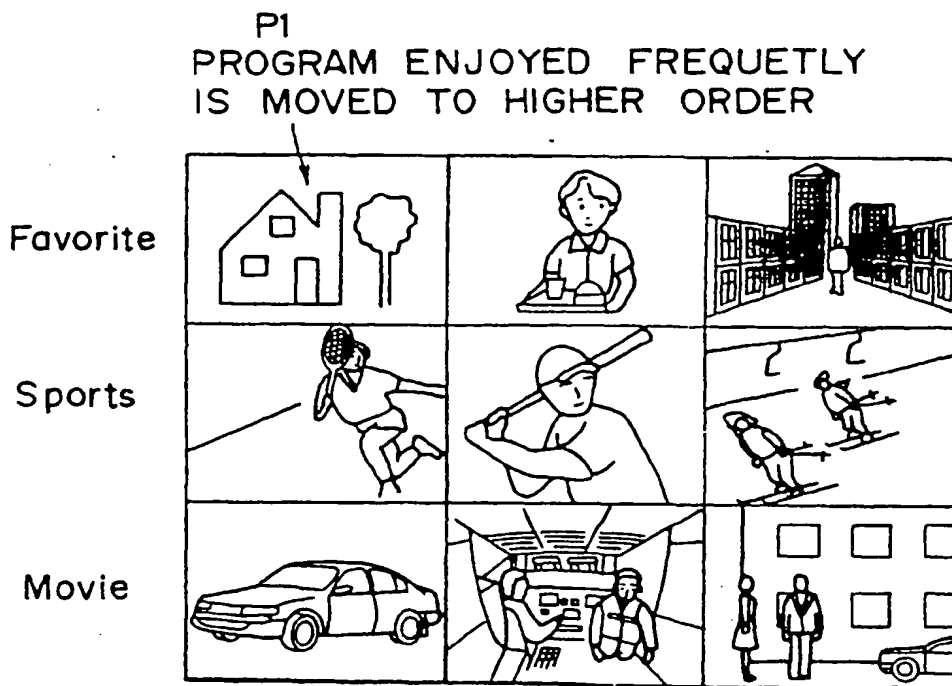 P1
PROGRAM ENJOYED FREQUETLY
IS MOVED TO HIGHER ORDER
Favorite
Sports
Movie